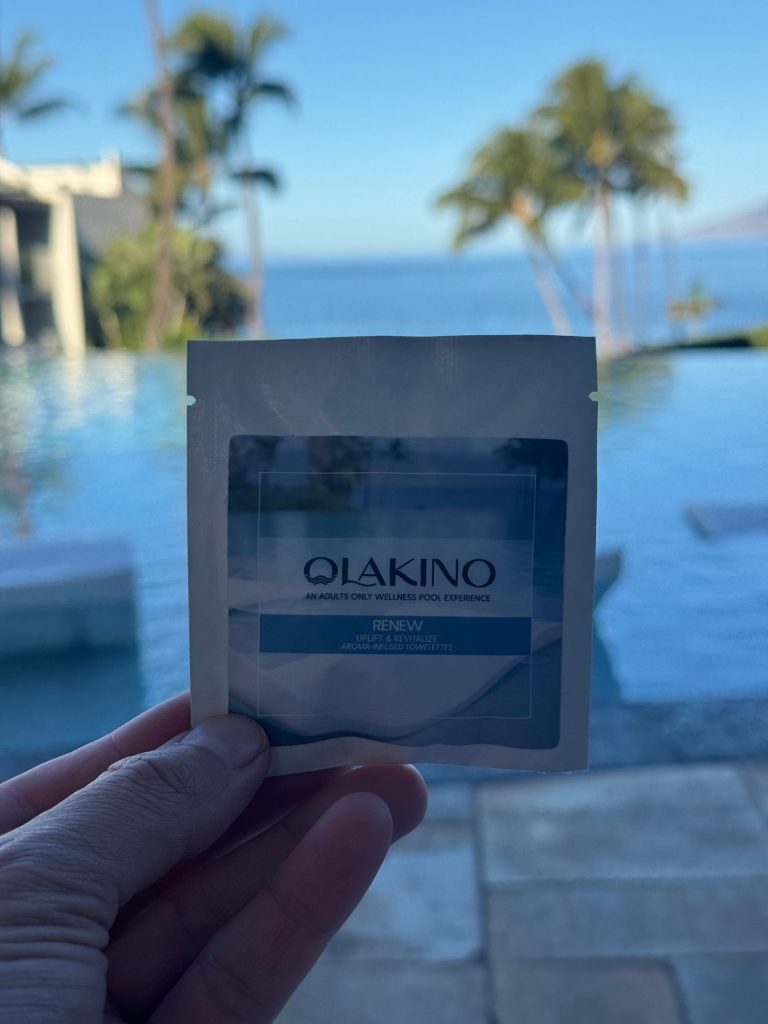 OLAKINO
AN ADULTS ONLY WELLNESS POOL EXPERIENCE
RENEW
UPLIFT & REVITALIZE
AROMA-INFUSED TOWELETTES